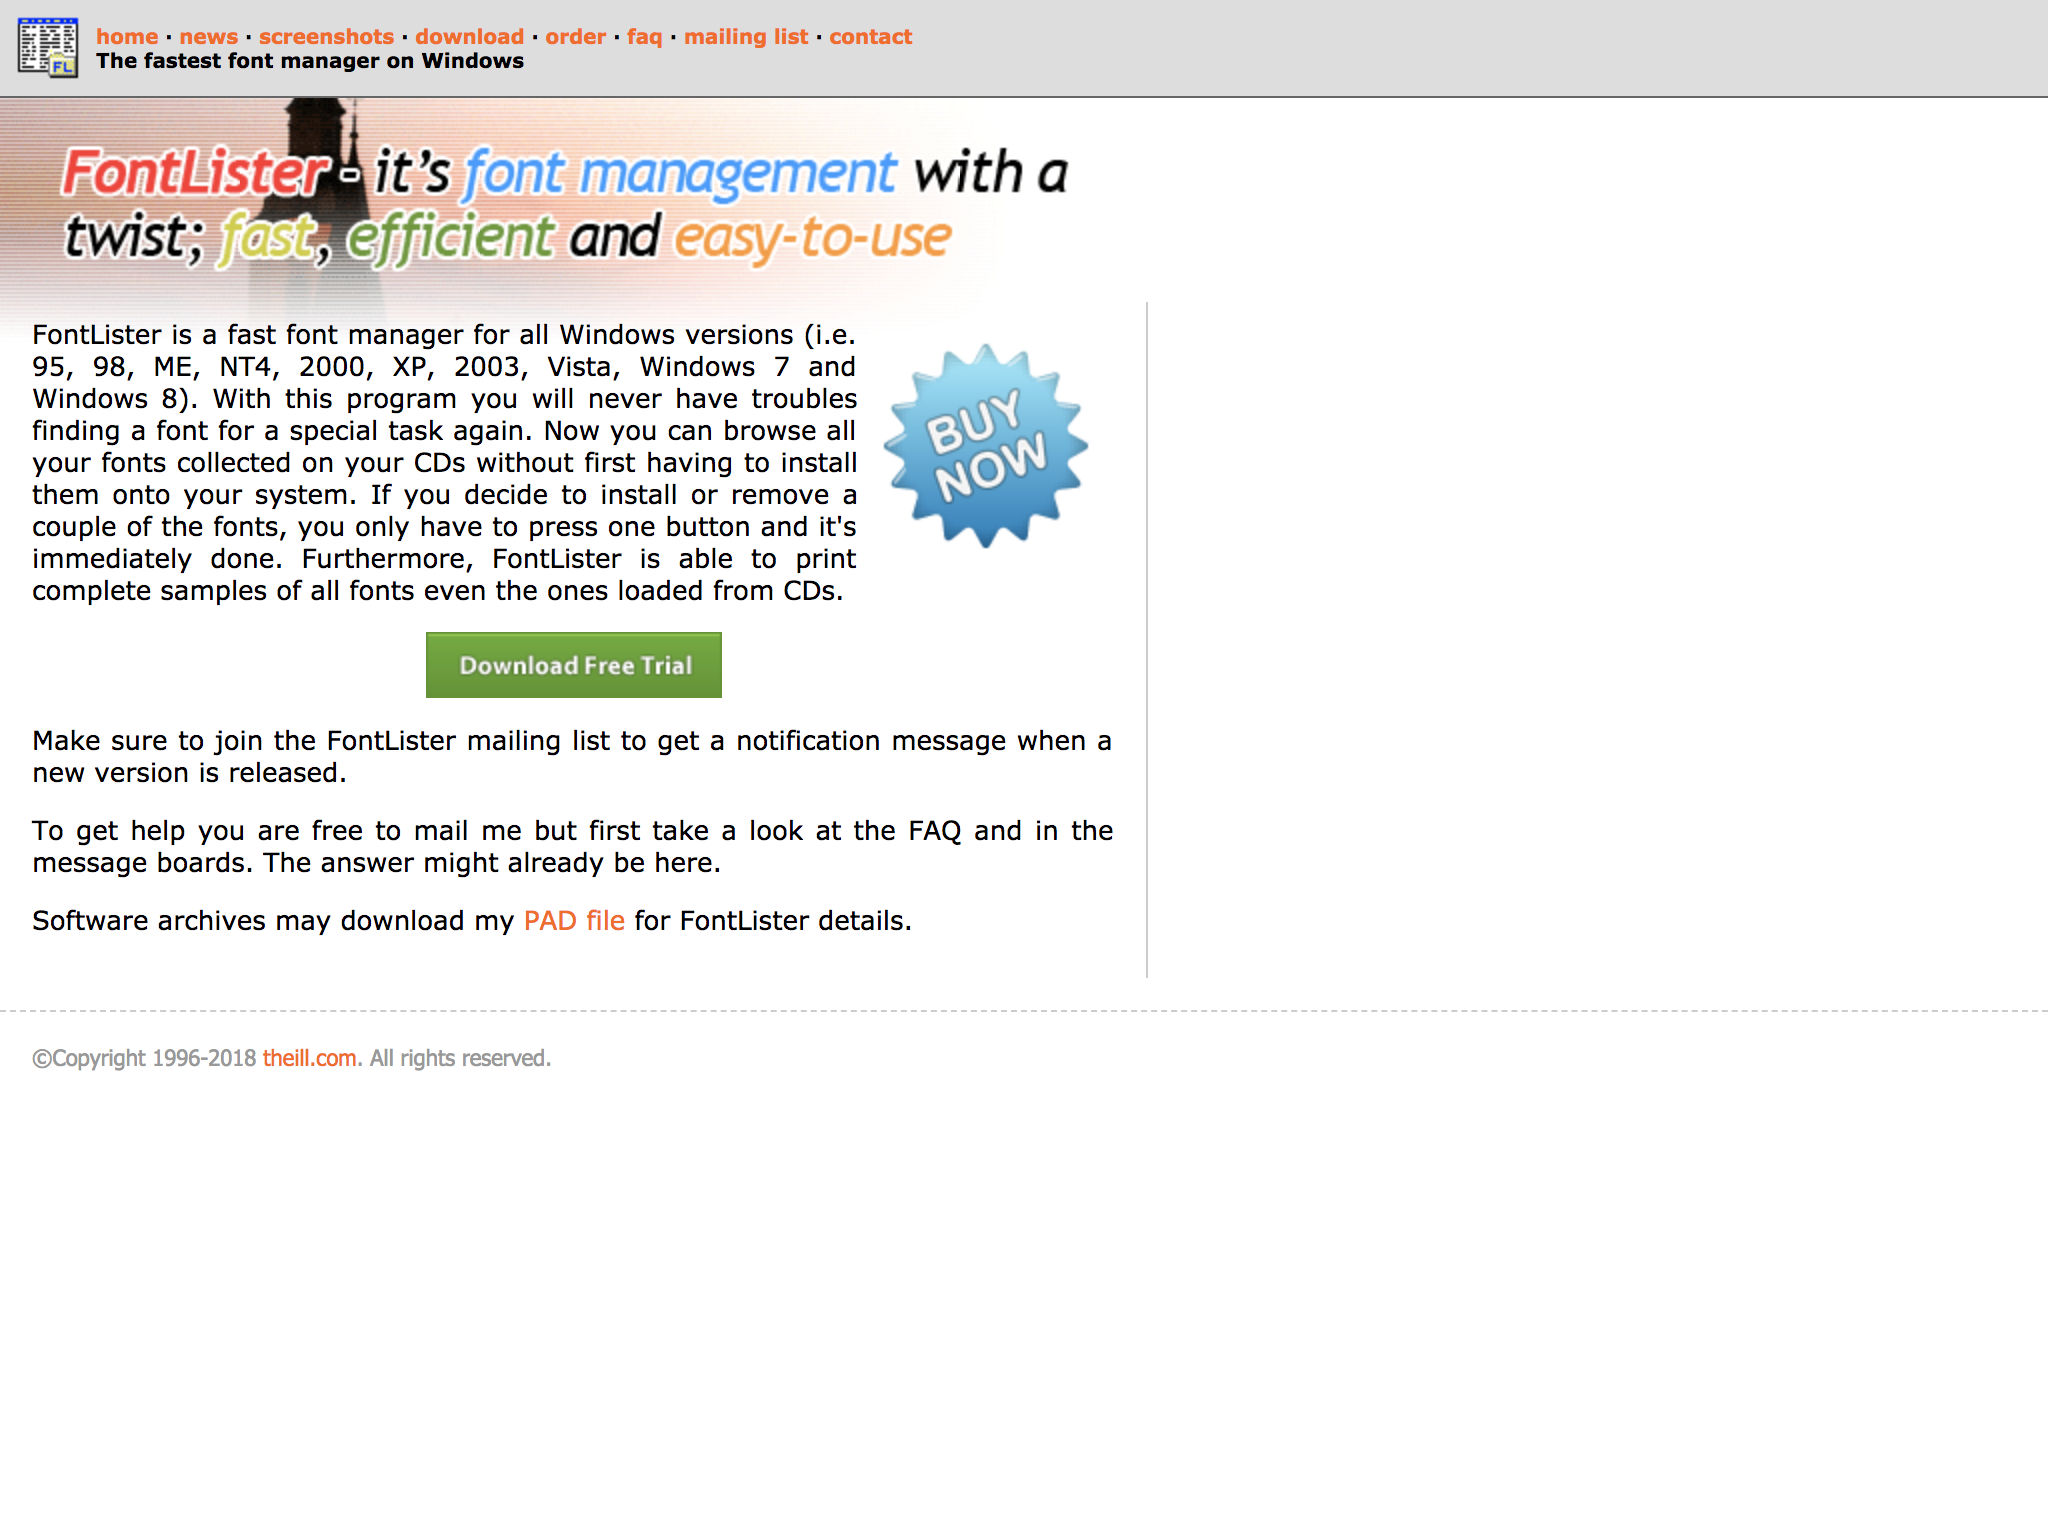 home · news · screenshots · download · order · faq · mailing list · contact
The fastest font manager on Windows
FL
FontLister - it's font management with a
twist; fast, efficient and easy-to-use
FontLister is a fast font manager for all Windows versions (i.e.
95, 98, ME, NT4, 2000, XP, 2003, Vista, Windows 7 and
Windows 8). With this program you will never have troubles
finding a font for a special task again. Now you can browse all
your fonts collected on your CDs without first having to install
them onto your system. If you decide to install or remove a
couple of the fonts, you only have to press one button and it's
immediately done. Furthermore, FontLister is able to print
complete samples of all fonts even the ones loaded from CDs.
BUY
NOW
Download Free Trial
Make sure to join the FontLister mailing list to get a notification message when a
new version is released.
To get help you are free to mail me but first take a look at the FAQ and in the
message boards. The answer might already be here.
Software archives may download my PAD file for FontLister details.
©Copyright 1996-2018 theill.com. All rights reserved.